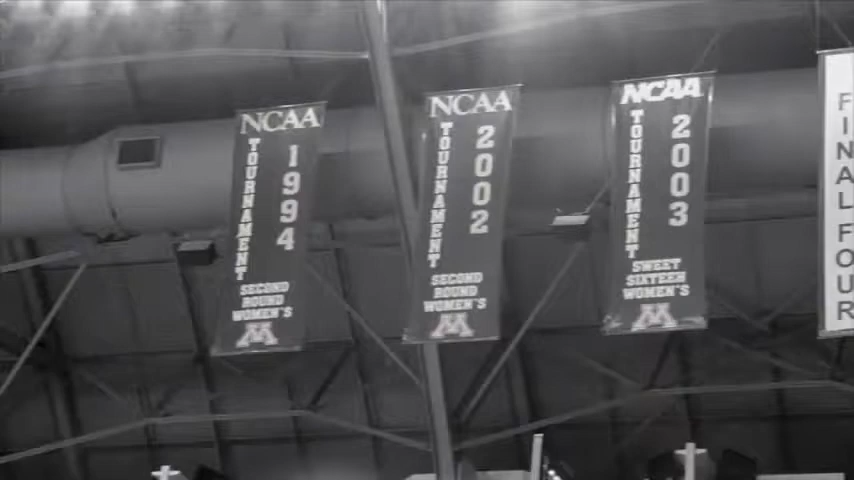 NCAA
TOURNAMENT
1994
SECOND
ROUND
WOMEN'S
M
NCAA
TOURNAMENT
2002
SECOND
ROUND
WOMEN'S
M
NCAA
TOURNAMENT
2003
SWEET
SIXTEEN
WOMEN'S
M
FINAL FOUR